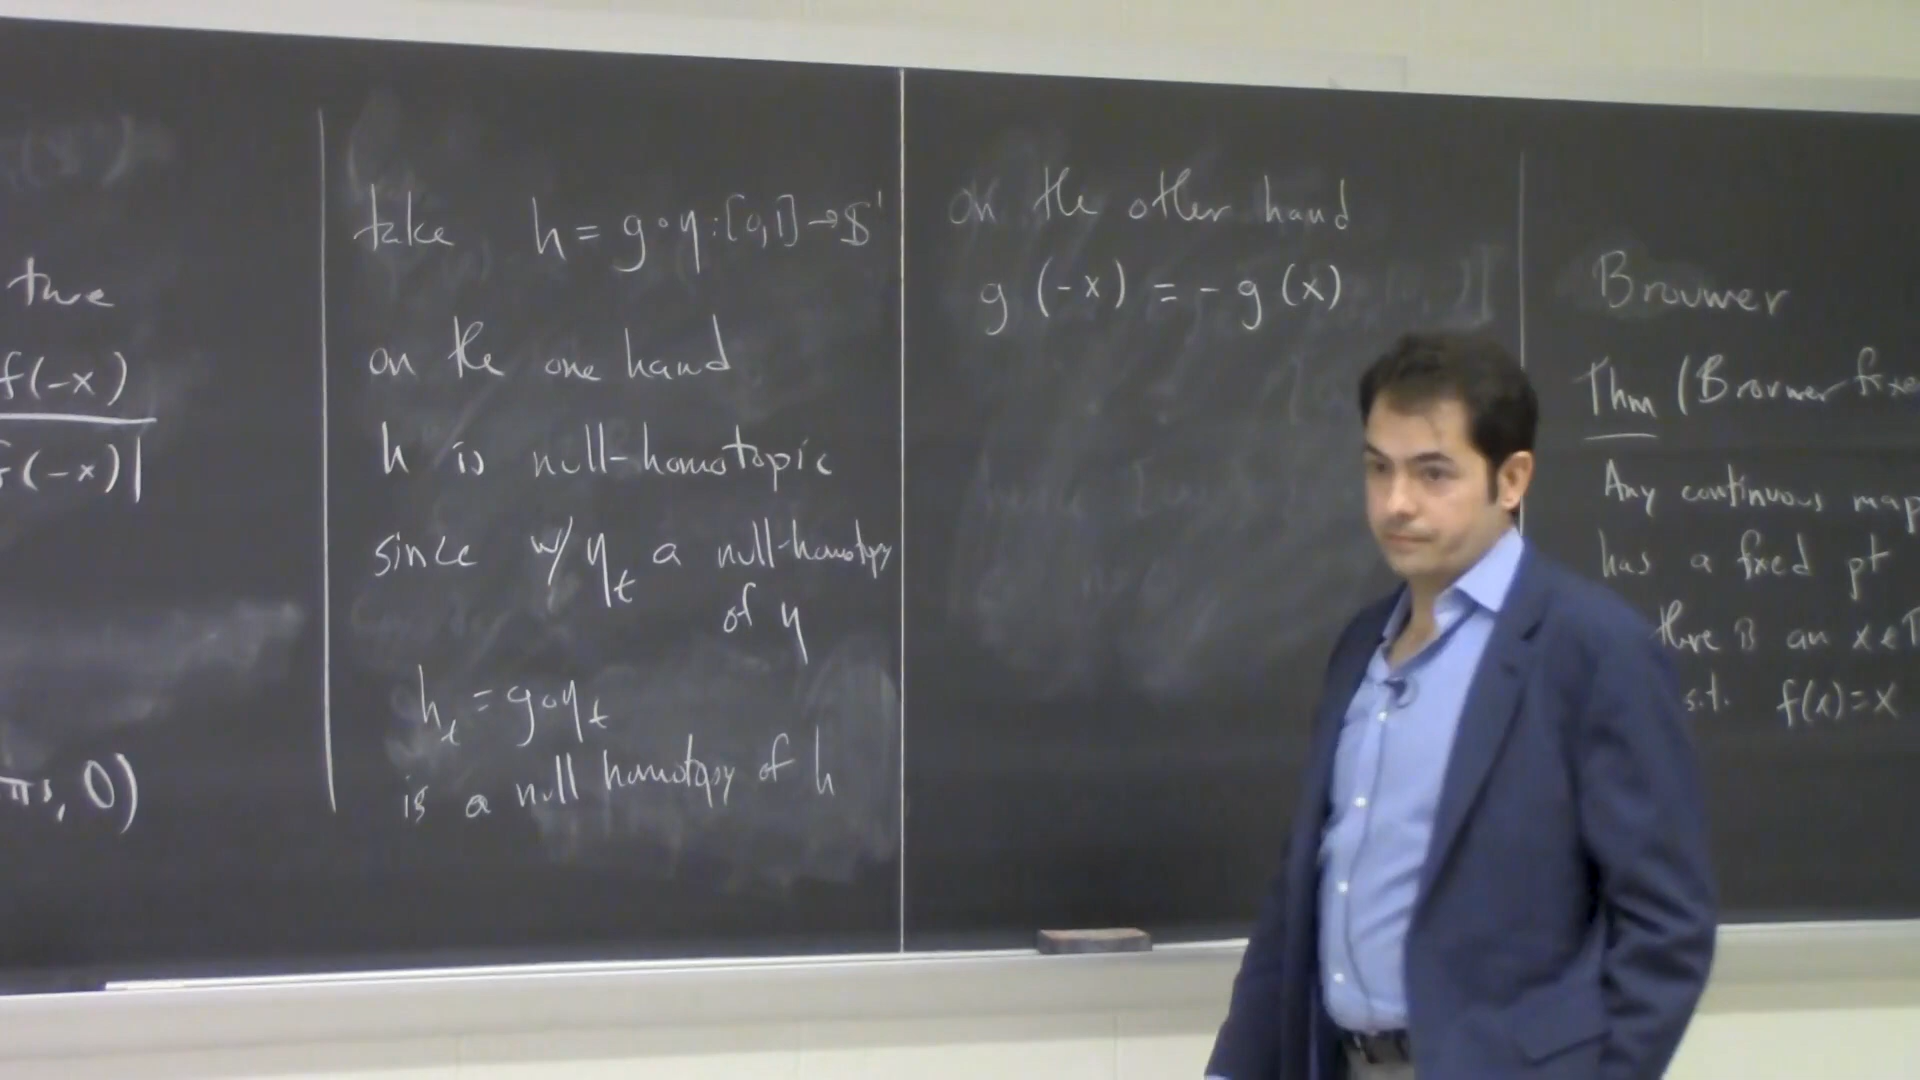 the
f(-x)
f(-x)|
πs, 0)
take h = g∘η : [0,1] → S¹
on the one hand
h is null-homotopic
since w/ η_t a null-homotopy
of η
h_t = g∘η_t
is a null homotopy of h
on the other hand
g(-x) = -g(x)
Brouwer
Thm (Brouwer fixe
Any continuous map
has a fixed pt
there is an x ∈
s.t. f(x)=x